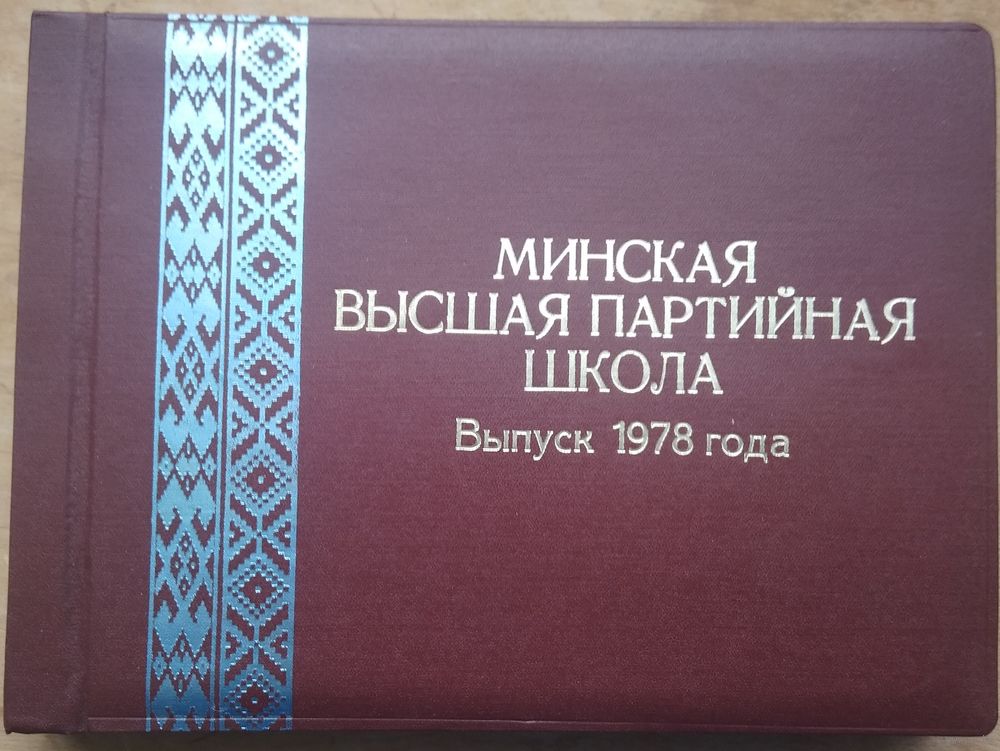 МИНСКАЯ
ВЫСШАЯ ПАРТИЙНАЯ
ШКОЛА
Выпуск 1978 года